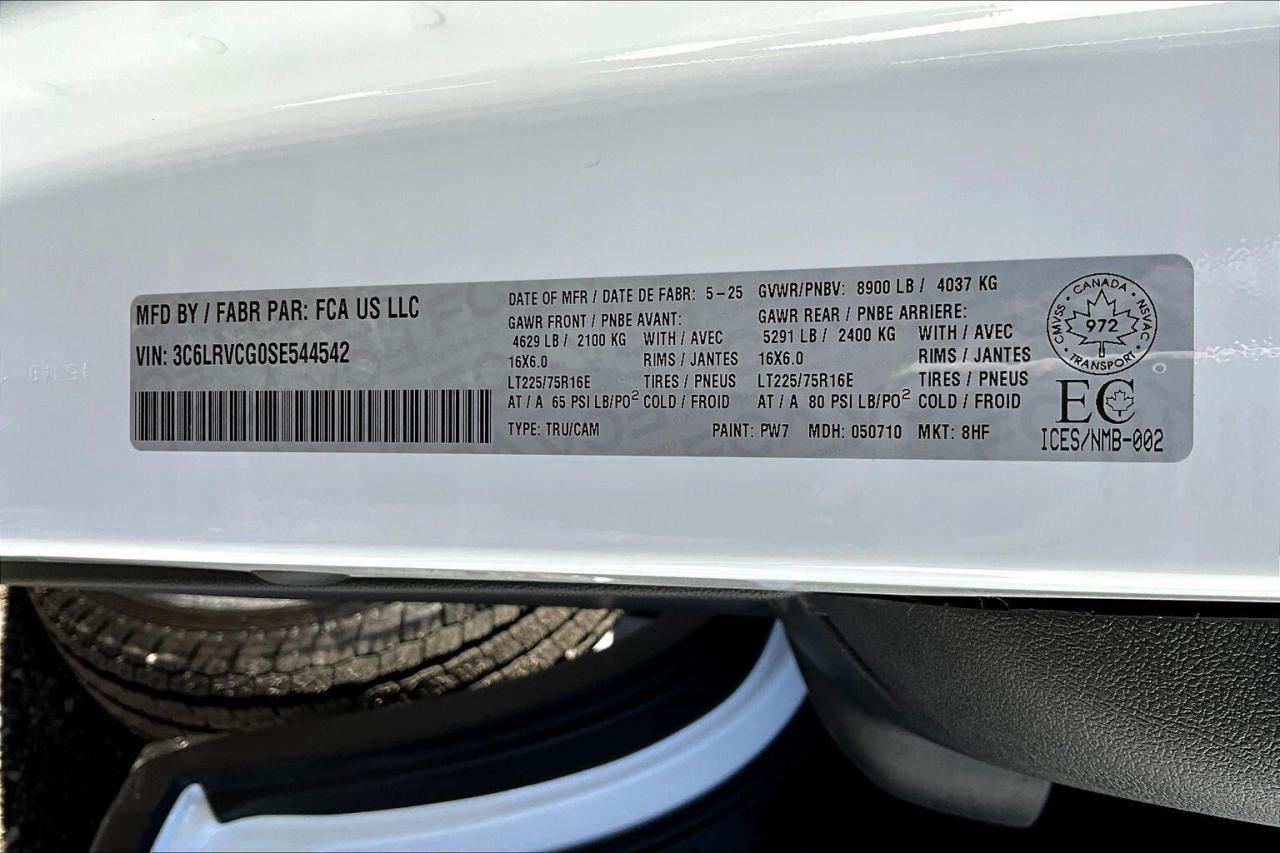 MFD BY / FABR PAR: FCA US LLC
VIN: 3C6LRVCG0SE544542
DATE OF MFR / DATE DE FABR: 5-25 GVWR/PNBV: 8900 LB / 4037 KG
GAWR FRONT / PNBE AVANT: GAWR REAR / PNBE ARRIERE:
4629 LB / 2100 KG WITH / AVEC 5291 LB / 2400 KG WITH / AVEC
16X6.0 RIMS / JANTES 16X6.0 RIMS / JANTES
LT225/75R16E TIRES / PNEUS LT225/75R16E TIRES / PNEUS
AT / A 65 PSI LB/PO² COLD / FROID AT / A 80 PSI LB/PO² COLD / FROID
TYPE: TRU/CAM PAINT: PW7 MDH: 050710 MKT: 8HF
CMVSS · CANADA · NSVAC · TRANSPORT ·
972
EC
ICES/NMB-002